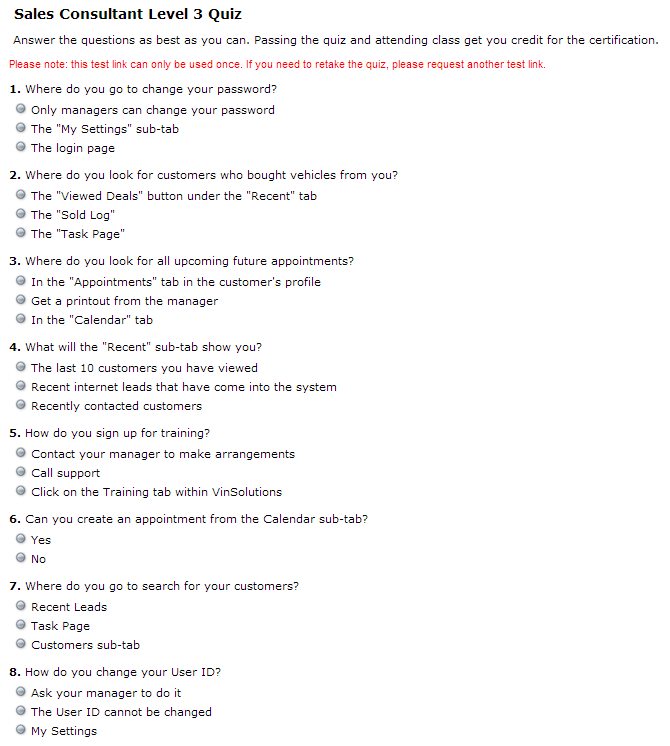 Sales Consultant Level 3 Quiz
Answer the questions as best as you can. Passing the quiz and attending class get you credit for the certification.
Please note: this test link can only be used once. If you need to retake the quiz, please request another test link.
1. Where do you go to change your password?
Only managers can change your password
The "My Settings" sub-tab
The login page
2. Where do you look for customers who bought vehicles from you?
The "Viewed Deals" button under the "Recent" tab
The "Sold Log"
The "Task Page"
3. Where do you look for all upcoming future appointments?
In the "Appointments" tab in the customer's profile
Get a printout from the manager
In the "Calendar" tab
4. What will the "Recent" sub-tab show you?
The last 10 customers you have viewed
Recent internet leads that have come into the system
Recently contacted customers
5. How do you sign up for training?
Contact your manager to make arrangements
Call support
Click on the Training tab within VinSolutions
6. Can you create an appointment from the Calendar sub-tab?
Yes
No
7. Where do you go to search for your customers?
Recent Leads
Task Page
Customers sub-tab
8. How do you change your User ID?
Ask your manager to do it
The User ID cannot be changed
My Settings